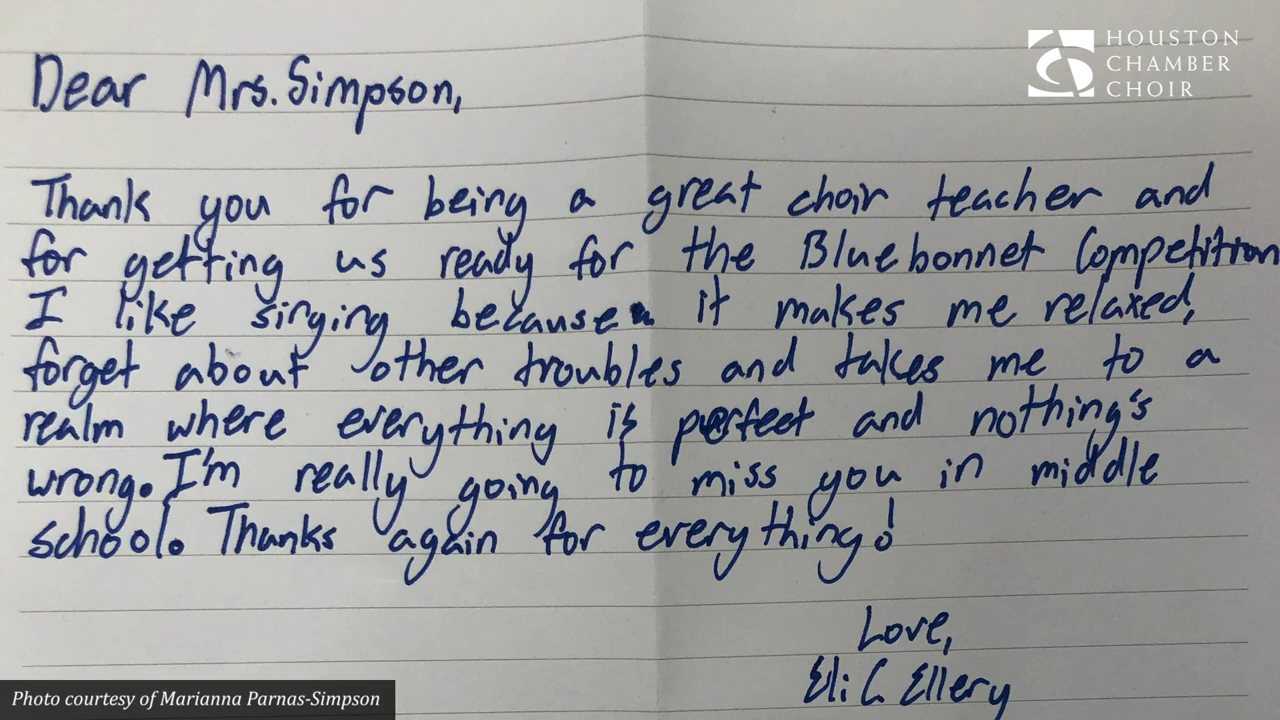 HOUSTON
CHAMBER
CHOIR
Dear Mrs. Simpson,
Thank you for being a great choir teacher and
for getting us ready for the Bluebonnet Competition
I like singing because it makes me relaxed,
forget about other troubles and takes me to a
realm where everything is perfect and nothing's
wrong. I'm really going to miss you in middle
school. Thanks again for everything!
Love,
Eli C. Ellery
Photo courtesy of Marianna Parnas-Simpson